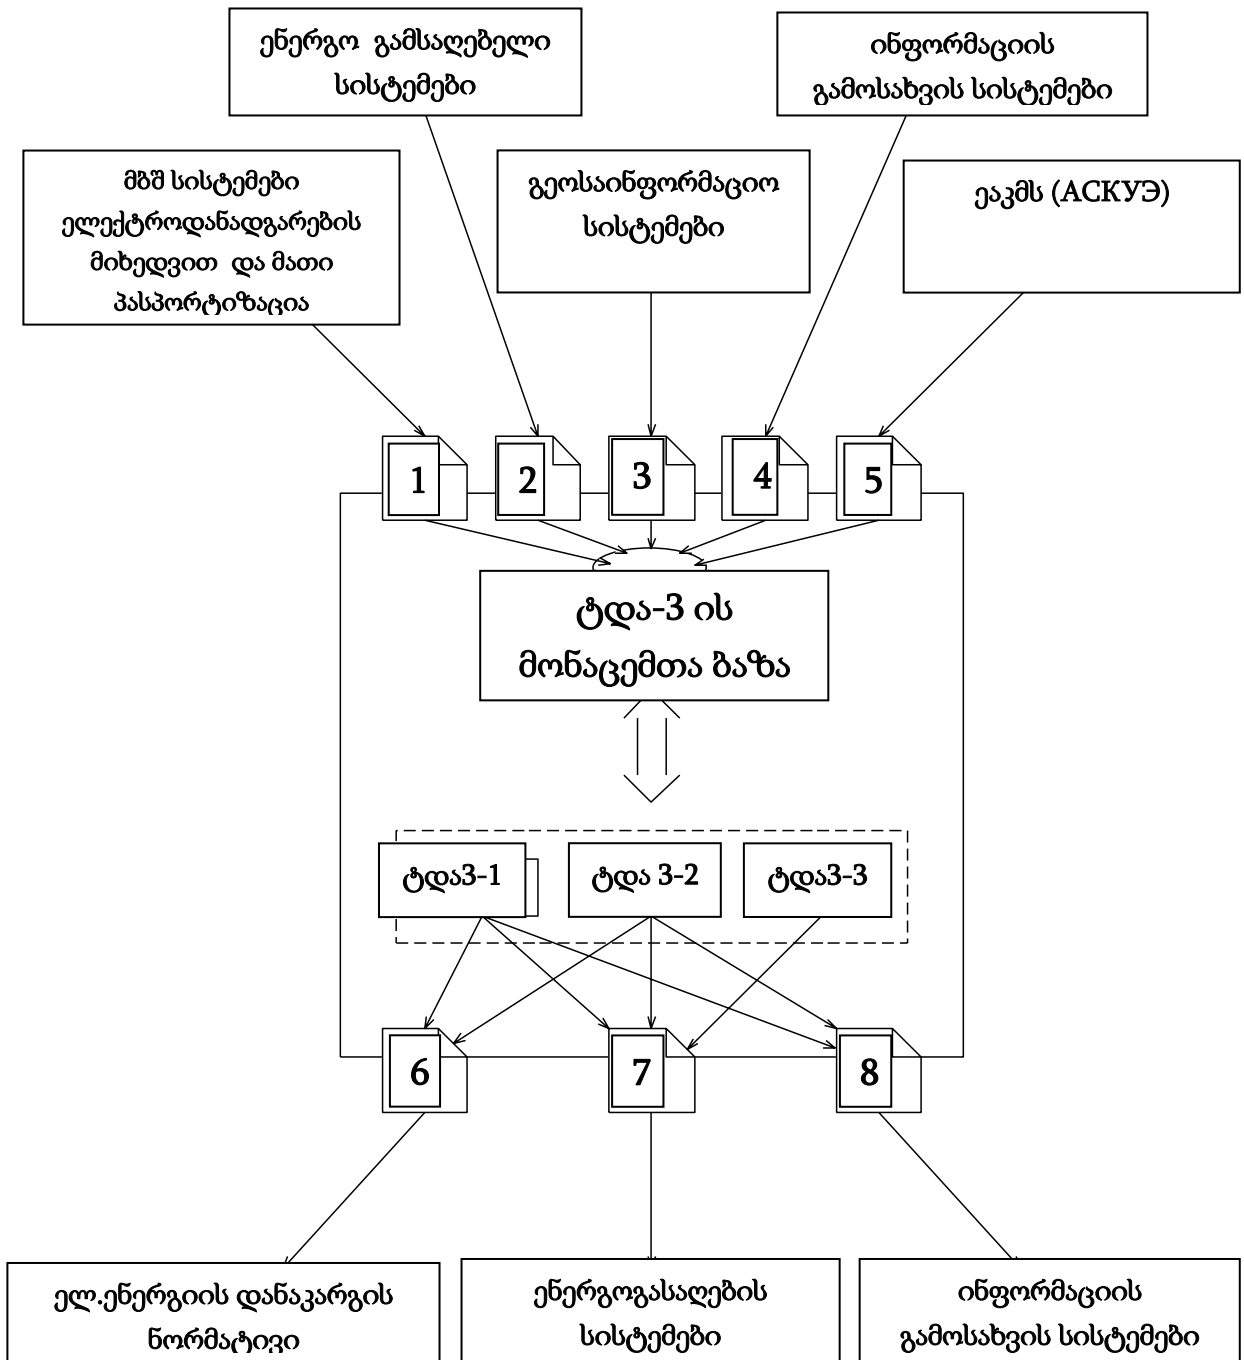 ენერგო გამსაღებელი
სისტემები
ინფორმაციის
გამოსახვის სისტემები
მბშ სისტემები
ელექტროდანადგარების
მიხედვით და მათი
პასპორტიზაცია
გეოსაინფორმაციო
სისტემები
ეაკმს (АСКУЭ)
1
2
3
4
5
ტდა-3 ის
მონაცემთა ბაზა
ტდა3-1
ტდა 3-2
ტდა3-3
6
7
8
ელ.ენერგიის დანაკარგის
ნორმატივი
ენერგოგასაღების
სისტემები
ინფორმაციის
გამოსახვის სისტემები